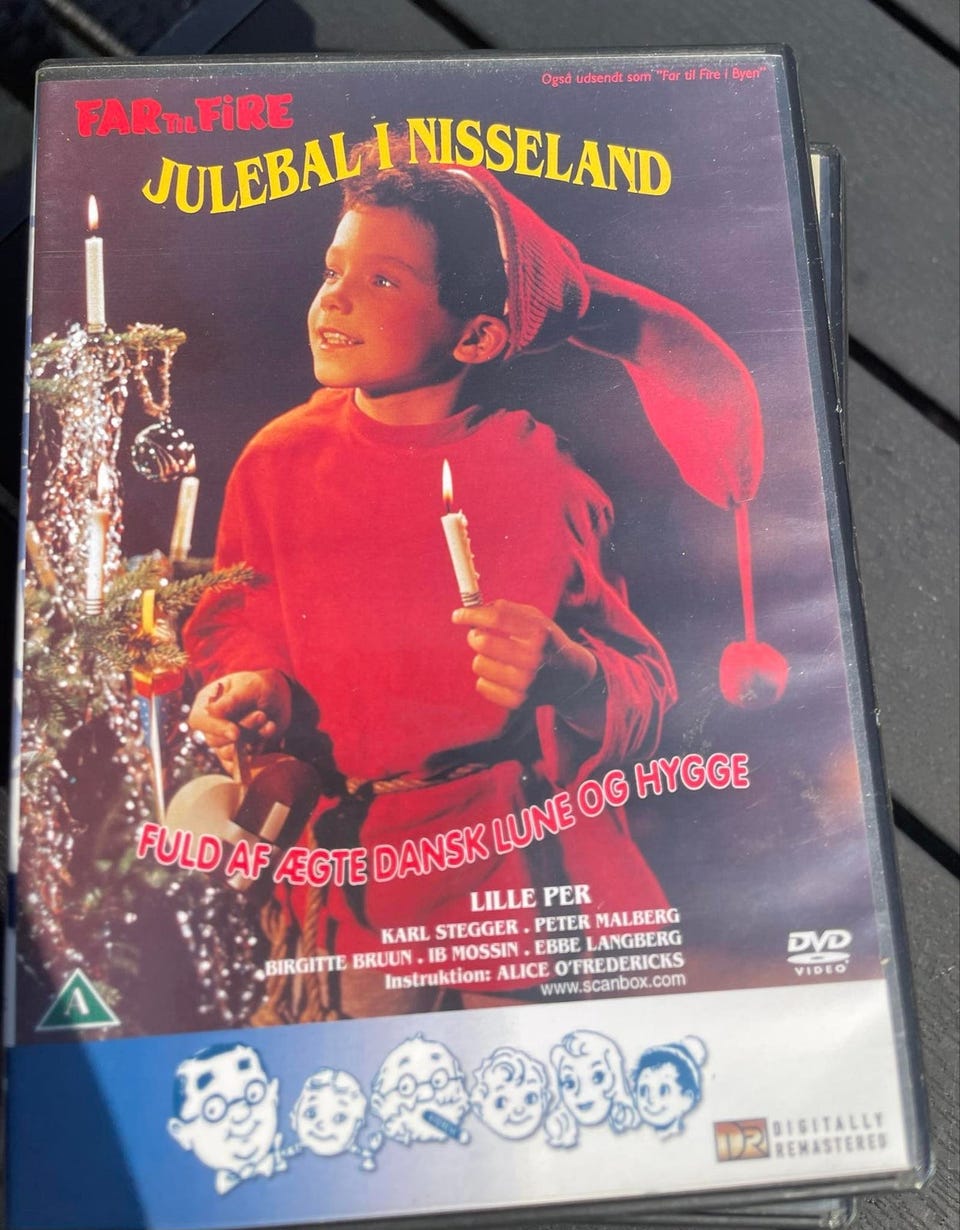 Også udsendt som "Far til Fire i Byen"
FAR TIL FiRE
JULEBAL I NISSELAND
FULD AF ÆGTE DANSK LUNE OG HYGGE
LILLE PER
KARL STEGGER . PETER MALBERG
BIRGITTE BRUUN . IB MOSSIN . EBBE LANGBERG
Instruktion: ALICE O'FREDERICKS
www.scanbox.com
DVD
VIDEO
A
DR DIGITALLY
REMASTERED